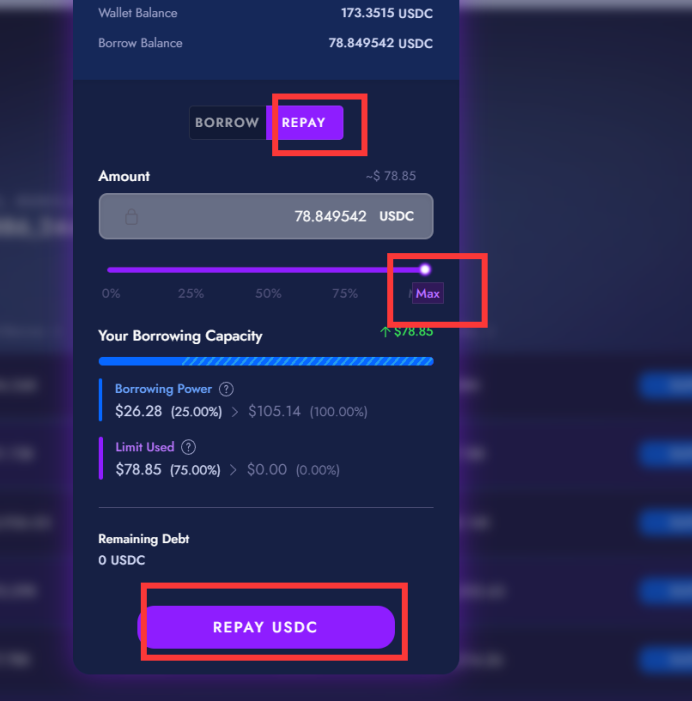 Wallet Balance 173.3515 USDC
Borrow Balance 78.849542 USDC
BORROW REPAY
Amount ~$ 78.85
78.849542 USDC
0% 25% 50% 75% Max
Your Borrowing Capacity ↑ $78.85
Borrowing Power ?
$26.28 (25.00%) > $105.14 (100.00%)
Limit Used ?
$78.85 (75.00%) > $0.00 (0.00%)
Remaining Debt
0 USDC
REPAY USDC